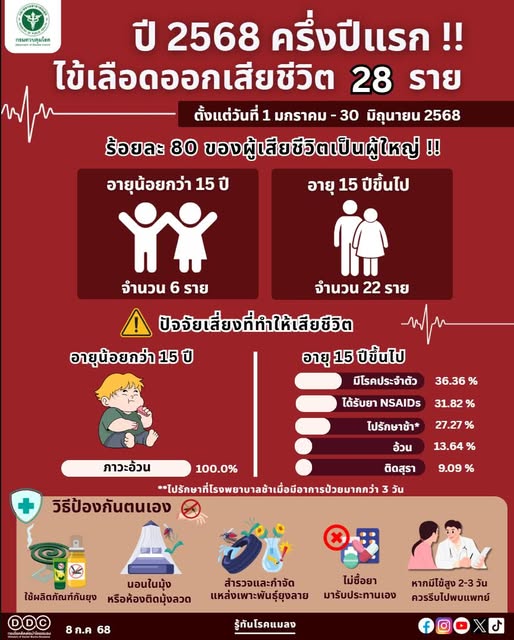 กรมควบคุมโรค
ปี 2568 ครึ่งปีแรก !!
ไข้เลือดออกเสียชีวิต 28 ราย
ตั้งแต่วันที่ 1 มกราคม - 30 มิถุนายน 2568
ร้อยละ 80 ของผู้เสียชีวิตเป็นผู้ใหญ่ !!
อายุน้อยกว่า 15 ปี
จำนวน 6 ราย
อายุ 15 ปีขึ้นไป
จำนวน 22 ราย
ปัจจัยเสี่ยงที่ทำให้เสียชีวิต
อายุน้อยกว่า 15 ปี
ภาวะอ้วน 100.0%
อายุ 15 ปีขึ้นไป
มีโรคประจำตัว 36.36 %
ได้รับยา NSAIDs 31.82 %
ไปรักษาช้า* 27.27 %
อ้วน 13.64 %
ติดสุรา 9.09 %
**ไปรักษาที่โรงพยาบาลช้าเมื่อมีอาการป่วยมากกว่า 3 วัน
วิธีป้องกันตนเอง
ใช้ผลิตภัณฑ์กันยุง
นอนในมุ้ง
หรือห้องติดมุ้งลวด
สำรวจและกำจัด
แหล่งเพาะพันธุ์ยุงลาย
ไม่ซื้อยา
มารับประทานเอง
หากมีไข้สูง 2-3 วัน
ควรรีบไปพบแพทย์
DDC
8 ก.ค 68
รู้ทันโรคแมลง